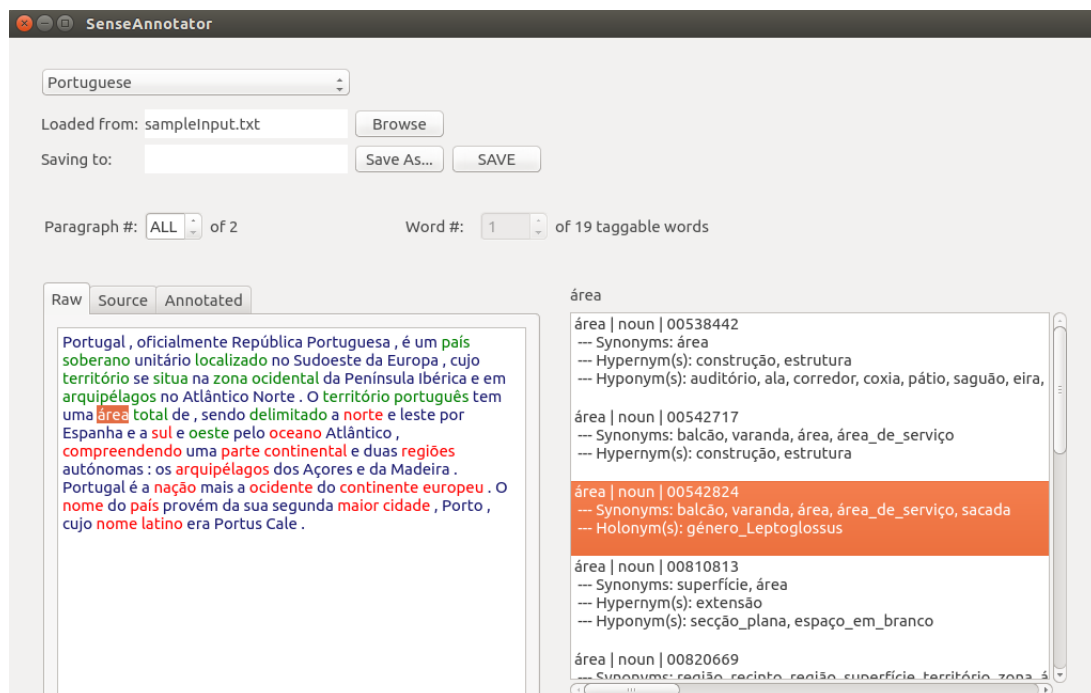 SenseAnnotator
Portuguese
Loaded from: sampleInput.txt Browse
Saving to: Save As... SAVE
Paragraph #: ALL of 2 Word #: 1 of 19 taggable words
Raw Source Annotated
Portugal , oficialmente República Portuguesa , é um país
soberano unitário localizado no Sudoeste da Europa , cujo
território se situa na zona ocidental da Península Ibérica e em
arquipélagos no Atlântico Norte . O território português tem
uma área total de , sendo delimitado a norte e leste por
Espanha e a sul e oeste pelo oceano Atlântico ,
compreendendo uma parte continental e duas regiões
autónomas : os arquipélagos dos Açores e da Madeira .
Portugal é a nação mais a ocidente do continente europeu . O
nome do país provém da sua segunda maior cidade , Porto ,
cujo nome latino era Portus Cale .
área
área | noun | 00538442
--- Synonyms: área
--- Hypernym(s): construção, estrutura
--- Hyponym(s): auditório, ala, corredor, coxia, pátio, saguão, eira,
área | noun | 00542717
--- Synonyms: balcão, varanda, área, área_de_serviço
--- Hypernym(s): construção, estrutura
área | noun | 00542824
--- Synonyms: balcão, varanda, área, área_de_serviço, sacada
--- Holonym(s): género_Leptoglossus
área | noun | 00810813
--- Synonyms: superfície, área
--- Hypernym(s): extensão
--- Hyponym(s): secção_plana, espaço_em_branco
área | noun | 00820669
--- Synonyms: região, recinto, região, superfície, território, zona, á